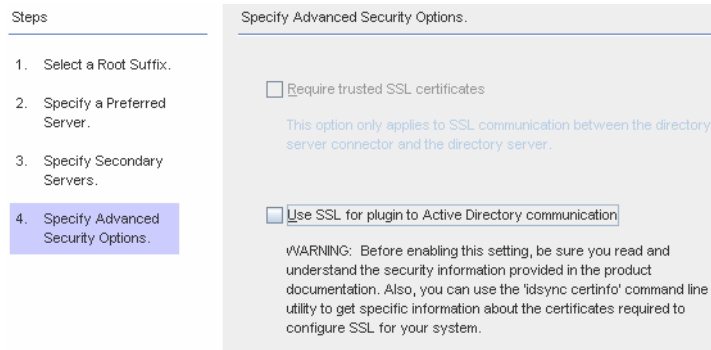 Steps
1. Select a Root Suffix.
2. Specify a Preferred
Server.
3. Specify Secondary
Servers.
4. Specify Advanced
Security Options.
Specify Advanced Security Options.
Require trusted SSL certificates
This option only applies to SSL communication between the directory
server connector and the directory server.
Use SSL for plugin to Active Directory communication
WARNING: Before enabling this setting, be sure you read and
understand the security information provided in the product
documentation. Also, you can use the 'idsync certinfo' command line
utility to get specific information about the certificates required to
configure SSL for your system.